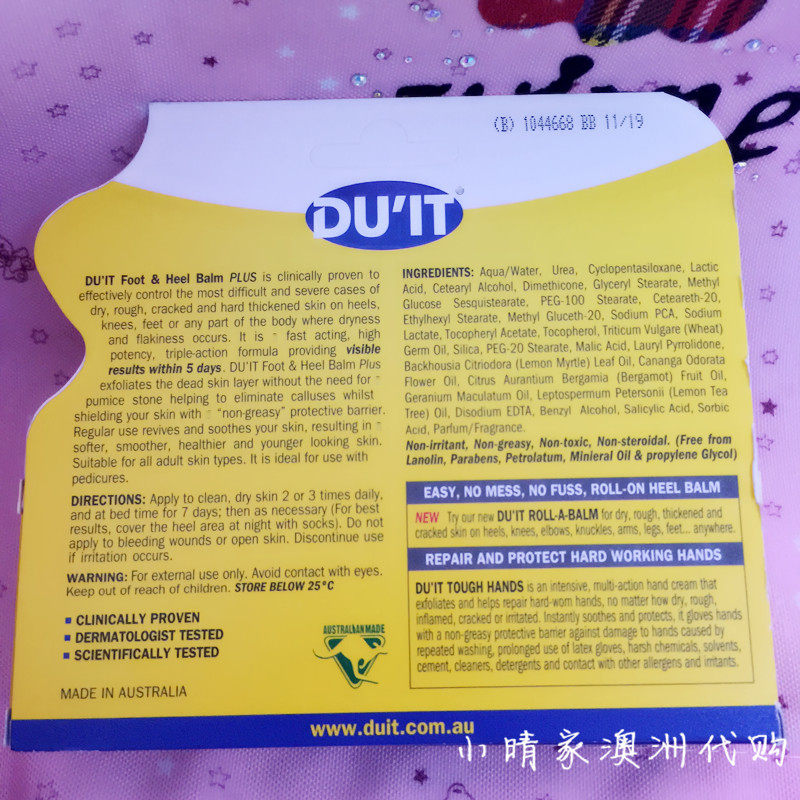 (B) 1044668 BB 11/19
DU'IT®
DU'IT Foot & Heel Balm PLUS is clinically proven to
effectively control the most difficult and severe cases of
dry, rough, cracked and hard thickened skin on heels,
knees, feet or any part of the body where dryness
and flakiness occurs. It is fast acting, high
potency, triple-action formula providing visible
results within 5 days. DU'IT Foot & Heel Balm Plus
exfoliates the dead skin layer without the need for
pumice stone helping to eliminate calluses whilst
shielding your skin with "non-greasy" protective barrier.
Regular use revives and soothes your skin, resulting in
softer, smoother, healthier and younger looking skin.
Suitable for all adult skin types. It is ideal for use with
pedicures.
DIRECTIONS: Apply to clean, dry skin 2 or 3 times daily,
and at bed time for 7 days; then as necessary (For best
results, cover the heel area at night with socks). Do not
apply to bleeding wounds or open skin. Discontinue use
if irritation occurs.
WARNING: For external use only. Avoid contact with eyes.
Keep out of reach of children. STORE BELOW 25°C
▪ CLINICALLY PROVEN
▪ DERMATOLOGIST TESTED
▪ SCIENTIFICALLY TESTED
AUSTRALIAN MADE
MADE IN AUSTRALIA
INGREDIENTS: Aqua/Water, Urea, Cyclopentasiloxane, Lactic
Acid, Cetearyl Alcohol, Dimethicone, Glyceryl Stearate, Methyl
Glucose Sesquistearate, PEG-100 Stearate, Ceteareth-20,
Ethylhexyl Stearate, Methyl Gluceth-20, Sodium PCA, Sodium
Lactate, Tocopheryl Acetate, Tocopherol, Triticum Vulgare (Wheat)
Germ Oil, Silica, PEG-20 Stearate, Malic Acid, Lauryl Pyrrolidone,
Backhousia Citriodora (Lemon Myrtle) Leaf Oil, Cananga Odorata
Flower Oil, Citrus Aurantium Bergamia (Bergamot) Fruit Oil,
Geranium Maculatum Oil, Leptospermum Petersonii (Lemon Tea
Tree) Oil, Disodium EDTA, Benzyl Alcohol, Salicylic Acid, Sorbic
Acid, Parfum/Fragrance.
Non-irritant, Non-greasy, Non-toxic, Non-steroidal. (Free from
Lanolin, Parabens, Petrolatum, Minieral Oil & propylene Glycol)
EASY, NO MESS, NO FUSS, ROLL-ON HEEL BALM
NEW Try our new DU'IT ROLL-A-BALM for dry, rough, thickened and
cracked skin on heels, knees, elbows, knuckles, arms, legs, feet... anywhere.
REPAIR AND PROTECT HARD WORKING HANDS
DU'IT TOUGH HANDS is an intensive, multi-action hand cream that
exfoliates and helps repair hard-worn hands, no matter how dry, rough,
inflamed, cracked or irritated. Instantly soothes and protects, it gloves hands
with a non-greasy protective barrier against damage to hands caused by
repeated washing, prolonged use of latex gloves, harsh chemicals, solvents,
cement, cleaners, detergents and contact with other allergens and irritants.
www.duit.com.au
小晴家澳洲代购